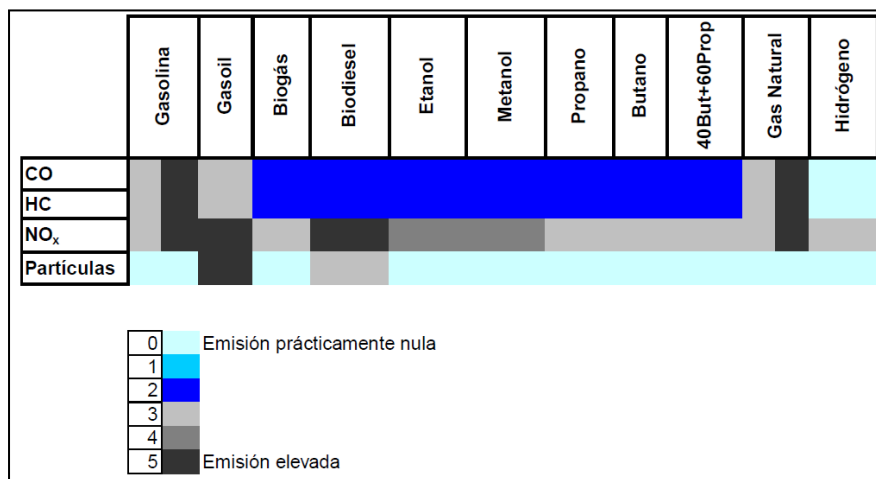 Gasolina
Gasoil
Biogás
Biodiesel
Etanol
Metanol
Propano
Butano
40But+60Prop
Gas Natural
Hidrógeno
CO
HC
NOx
Partículas
0 Emisión prácticamente nula
1
2
3
4
5 Emisión elevada